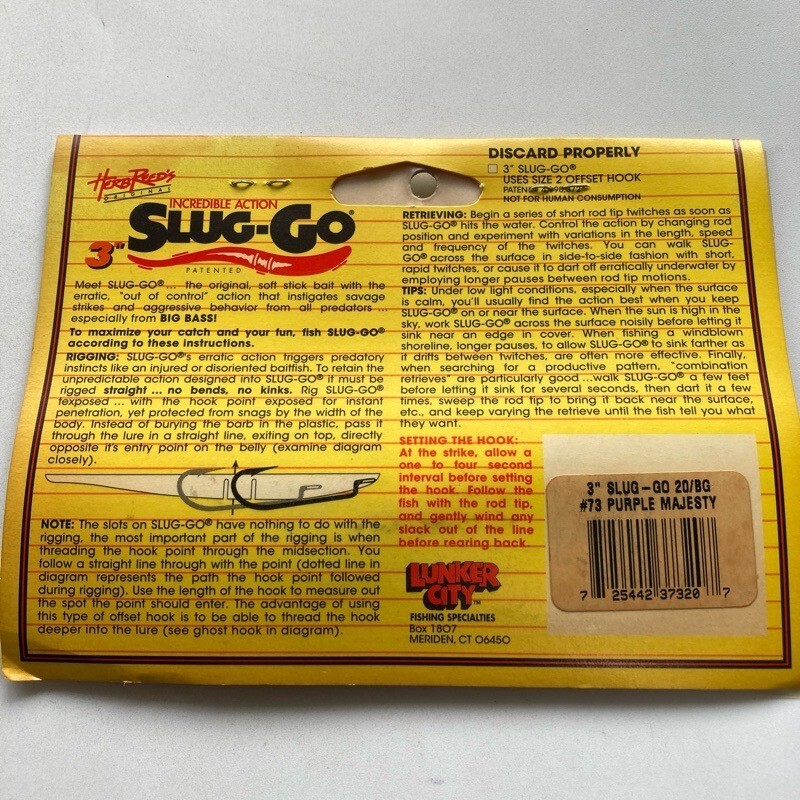 HERB REED'S
ORIGINAL
INCREDIBLE ACTION
3" SLUG-GO®
PATENTED
Meet SLUG-GO®... the original, soft stick bait with the
erratic, "out of control" action that instigates savage
strikes and aggressive behavior from all predators ...
especially from BIG BASS!
To maximize your catch and your fun, fish SLUG-GO®
according to these instructions.
RIGGING: SLUG-GO®'s erratic action triggers predatory
instincts like an injured or disoriented baitfish. To retain the
unpredictable action designed into SLUG-GO® it must be
rigged straight ... no bends, no kinks. Rig SLUG-GO®
exposed ... with the hook point exposed for instant
penetration, yet protected from snags by the width of the
body. Instead of burying the barb in the plastic, pass it
through the lure in a straight line, exiting on top, directly
opposite it's entry point on the belly (examine diagram
closely).
NOTE: The slots on SLUG-GO® have nothing to do with the
rigging, the most important part of the rigging is when
threading the hook point through the midsection. You
follow a straight line through with the point (dotted line in
diagram represents the path the hook point followed
during rigging). Use the length of the hook to measure out
the spot the point should enter. The advantage of using
this type of offset hook is to be able to thread the hook
deeper into the lure (see ghost hook in diagram).
DISCARD PROPERLY
3" SLUG-GO®
USES SIZE 2 OFFSET HOOK
NOT FOR HUMAN CONSUMPTION
RETRIEVING: Begin a series of short rod tip twitches as soon as
SLUG-GO® hits the water. Control the action by changing rod
position and experiment with variations in the length, speed
and frequency of the twitches. You can walk SLUG-
GO® across the surface in side-to-side fashion with short,
rapid twitches, or cause it to dart off erratically underwater by
employing longer pauses between rod tip motions.
TIPS: Under low light conditions, especially when the surface
is calm, you'll usually find the action best when you keep
SLUG-GO® on or near the surface. When the sun is high in the
sky, work SLUG-GO® across the surface noisily before letting it
sink near an edge in cover. When fishing a windblown
shoreline, longer pauses, to allow SLUG-GO® to sink farther as
it drifts between twitches, are often more effective. Finally,
when searching for a productive pattern, "combination
retrieves" are particularly good ...walk SLUG-GO® a few feet
before letting it sink for several seconds, then dart it a few
times, sweep the rod tip to bring it back near the surface,
etc., and keep varying the retrieve until the fish tell you what
they want.
SETTING THE HOOK:
At the strike, allow a
one to four second
interval before setting
the hook. Follow the
fish with the rod tip,
and gently wind any
slack out of the line
before rearing back.
LUNKER
CITY™
FISHING SPECIALTIES
Box 1807
MERIDEN, CT 06450
3" SLUG-GO 20/BG
#73 PURPLE MAJESTY
7 25442 37320 7